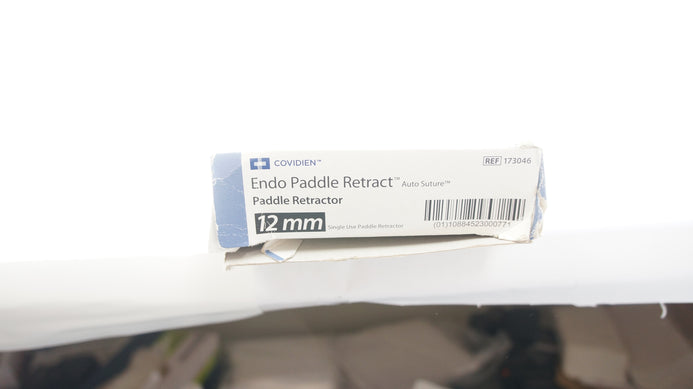 COVIDIEN™
REF 173046
Endo Paddle Retract™ Auto Suture™
Paddle Retractor
12 mm Single Use Paddle Retractor
(01)10884523000771